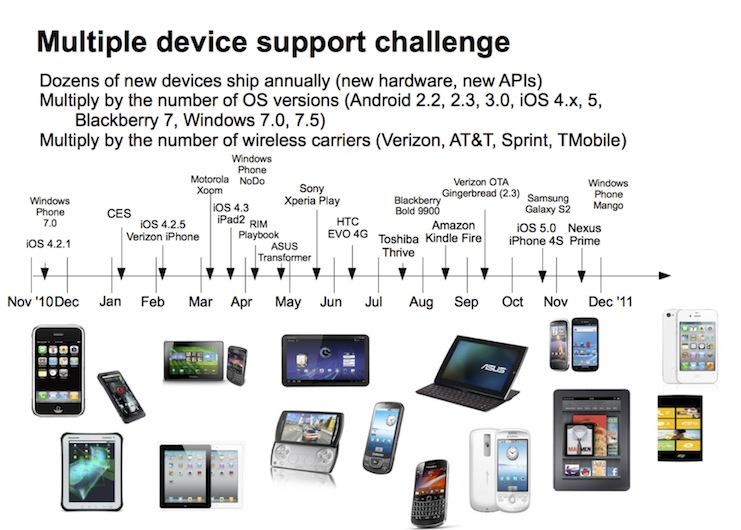 Multiple device support challenge
Dozens of new devices ship annually (new hardware, new APIs)
Multiply by the number of OS versions (Android 2.2, 2.3, 3.0, iOS 4.x, 5,
Blackberry 7, Windows 7.0, 7.5)
Multiply by the number of wireless carriers (Verizon, AT&T, Sprint, TMobile)
Windows
Phone
7.0
iOS 4.2.1
CES
iOS 4.2.5
Verizon iPhone
Motorola
Xoom
Windows
Phone
NoDo
iOS 4.3
iPad2
RIM
Playbook
ASUS
Transformer
Sony
Xperia Play
HTC
EVO 4G
Toshiba
Thrive
Blackberry
Bold 9900
Amazon
Kindle Fire
Verizon OTA
Gingerbread (2.3)
Samsung
Galaxy S2
iOS 5.0
iPhone 4S
Nexus
Prime
Windows
Phone
Mango
Nov '10 Dec Jan Feb Mar Apr May Jun Jul Aug Sep Oct Nov Dec '11
ASUS
MAD MEN